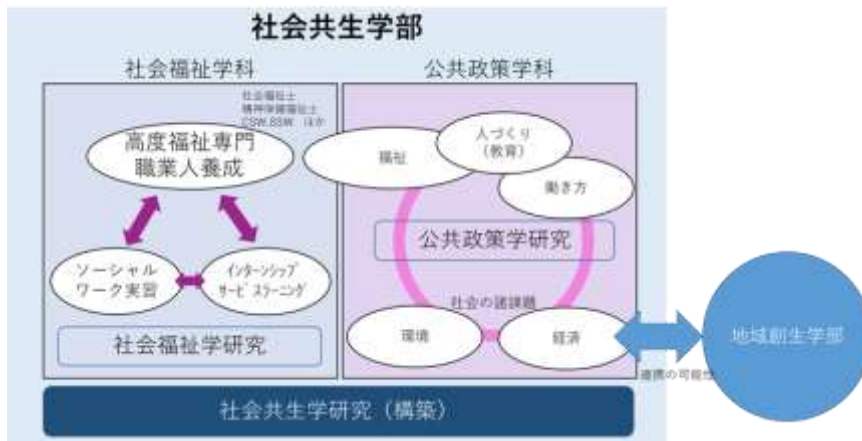 社会共生学部
社会福祉学科
公共政策学科
社会福祉士
精神保健福祉士
CSW,SSW ほか
高度福祉専門
職業人養成
ソーシャル
ワーク実習
インターンシップ
サービスラーニング
社会福祉学研究
福祉
人づくり
(教育)
働き方
公共政策学研究
社会の諸課題
環境
経済
連携の可能性
地域創生学部
社会共生学研究(構築)